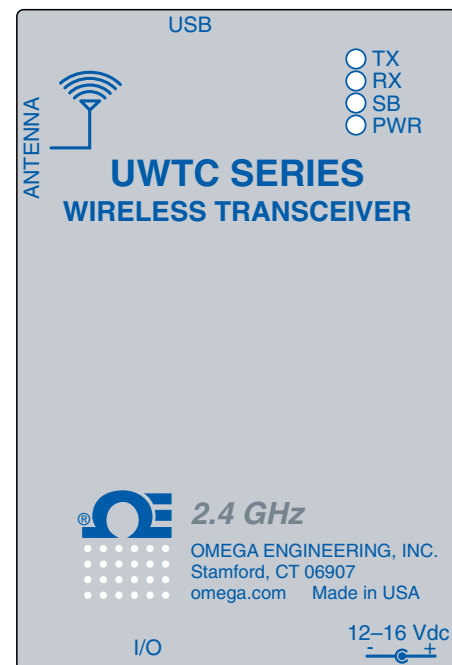 USB
TX
RX
SB
PWR
ANTENNA
UWTC SERIES
WIRELESS TRANSCEIVER
® ΩE
2.4 GHz
OMEGA ENGINEERING, INC.
Stamford, CT 06907
omega.com Made in USA
I/O
12–16 Vdc
- +